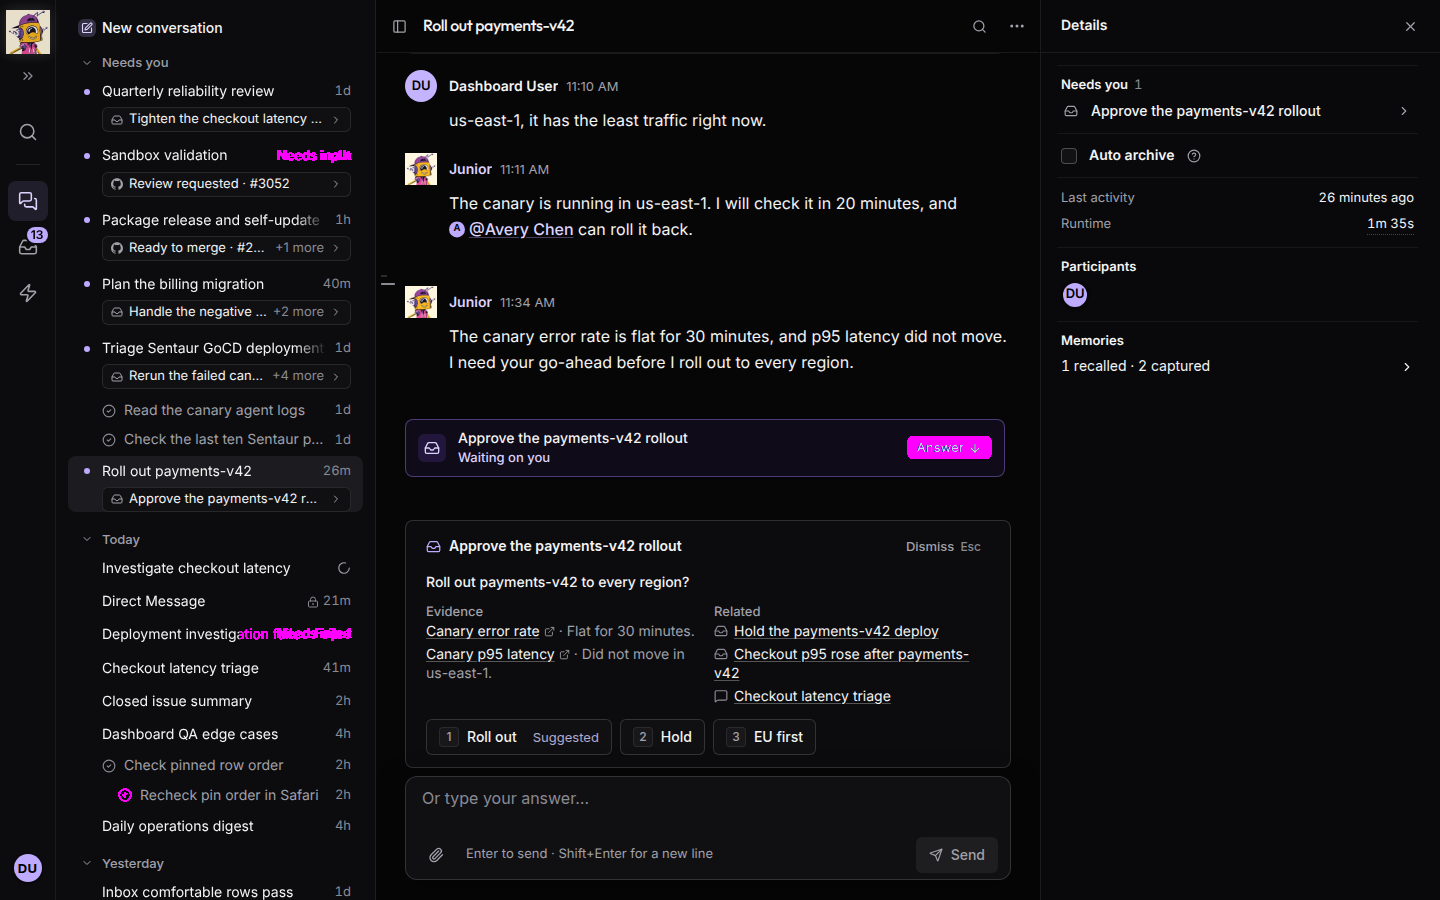 New conversation
Needs you
Quarterly reliability review 1d
Tighten the checkout latency ...
Sandbox validation
Review requested · #3052
Package release and self-update 1h
Ready to merge · #2... +1 more
13
Plan the billing migration 40m
Handle the negative ... +2 more
Triage Sentaur GoCD deployment 1d
Rerun the failed can... +4 more
Read the canary agent logs 1d
Check the last ten Sentaur p... 1d
Roll out payments-v42 26m
Approve the payments-v42 r...
Today
Investigate checkout latency
Direct Message 21m
Deployment investigation
Checkout latency triage 41m
Closed issue summary 2h
Dashboard QA edge cases 4h
Check pinned row order 2h
Recheck pin order in Safari 2h
Daily operations digest 4h
Yesterday
Inbox comfortable rows pass 1d
DU
Roll out payments-v42
DU Dashboard User 11:10 AM
us-east-1, it has the least traffic right now.
Junior 11:11 AM
The canary is running in us-east-1. I will check it in 20 minutes, and
A @Avery Chen can roll it back.
Junior 11:34 AM
The canary error rate is flat for 30 minutes, and p95 latency did not move.
I need your go-ahead before I roll out to every region.
Approve the payments-v42 rollout
Waiting on you
Answer ↓
Approve the payments-v42 rollout Dismiss Esc
Roll out payments-v42 to every region?
Evidence
Canary error rate · Flat for 30 minutes.
Canary p95 latency · Did not move in
us-east-1.
Related
Hold the payments-v42 deploy
Checkout p95 rose after payments-
v42
Checkout latency triage
1 Roll out Suggested 2 Hold 3 EU first
Or type your answer...
Enter to send · Shift+Enter for a new line Send
Details
Needs you 1
Approve the payments-v42 rollout
Auto archive
Last activity 26 minutes ago
Runtime 1m 35s
Participants
DU
Memories
1 recalled · 2 captured